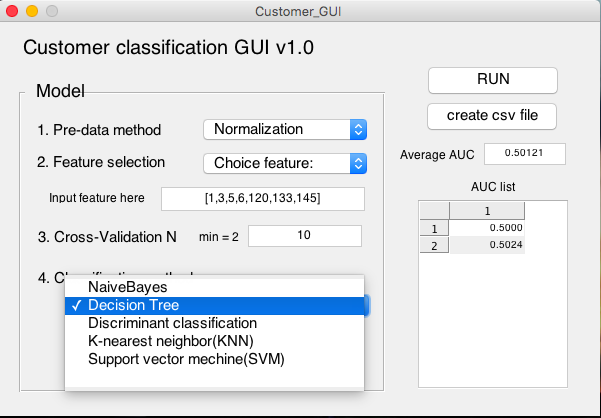 Customer_GUI
Customer classification GUI v1.0
Model
1. Pre-data method
Normalization
2. Feature selection
Choice feature:
Input feature here
[1,3,5,6,120,133,145]
3. Cross-Validation N
min = 2
10
4. Classification method
NaiveBayes
✓ Decision Tree
Discriminant classification
K-nearest neighbor(KNN)
Support vector mechine(SVM)
RUN
create csv file
Average AUC
0.50121
AUC list
1
1 0.5000
2 0.5024